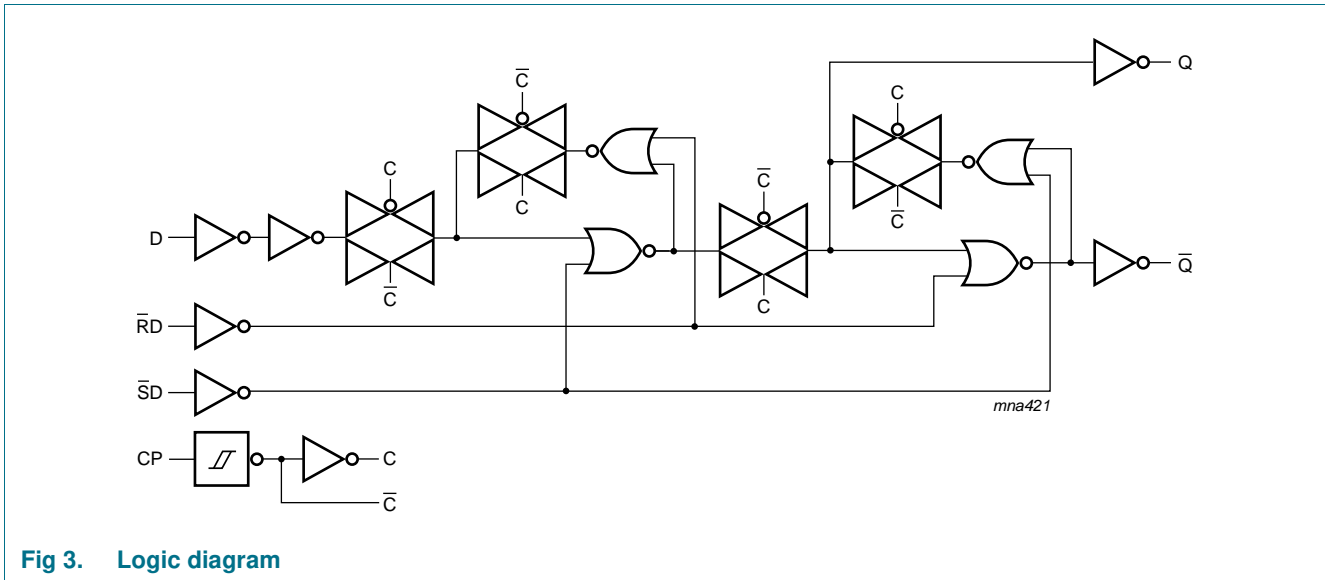 Q
C̅
C
C
C̅
C
C̅
C̅
D
Q̅
C̅
C
R̅D
S̅D
mna421
CP
C
C̅
Fig 3. Logic diagram